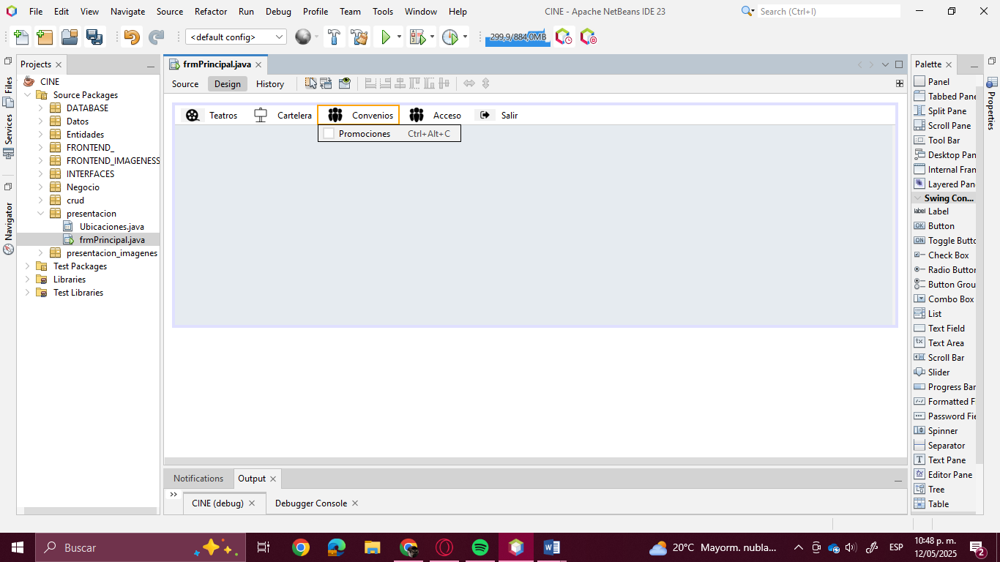 File Edit View Navigate Source Refactor Run Debug Profile Team Tools Window Help
CINE - Apache NetBeans IDE 23
Search (Ctrl+I)
<default config>
299,9/884,0MB
Projects
frmPrincipal.java
Palette
Files
Services
Navigator
Properties
CINE
Source Packages
DATABASE
Datos
Entidades
FRONTEND_
FRONTEND_IMAGENESS
INTERFACES
Negocio
crud
presentacion
Ubicaciones.java
frmPrincipal.java
presentacion_imagenes
Test Packages
Libraries
Test Libraries
Source Design History
Teatros Cartelera Convenios Acceso Salir
Promociones Ctrl+Alt+C
Panel
Tabbed Pane
Split Pane
Scroll Pane
Tool Bar
Desktop Pan
Internal Fran
Layered Pan
Swing Con...
label Label
OK Button
ON Toggle Butto
Check Box
Radio Button
Button Grou
Combo Box
List
Text Field
Text Area
Scroll Bar
Slider
Progress Bar
Formatted F
Password Fie
Spinner
Separator
T Text Pane
Editor Pane
Tree
Table
Notifications Output
CINE (debug) Debugger Console
Buscar
20°C Mayorm. nubla...
ESP
10:48 p. m.
12/05/2025
2